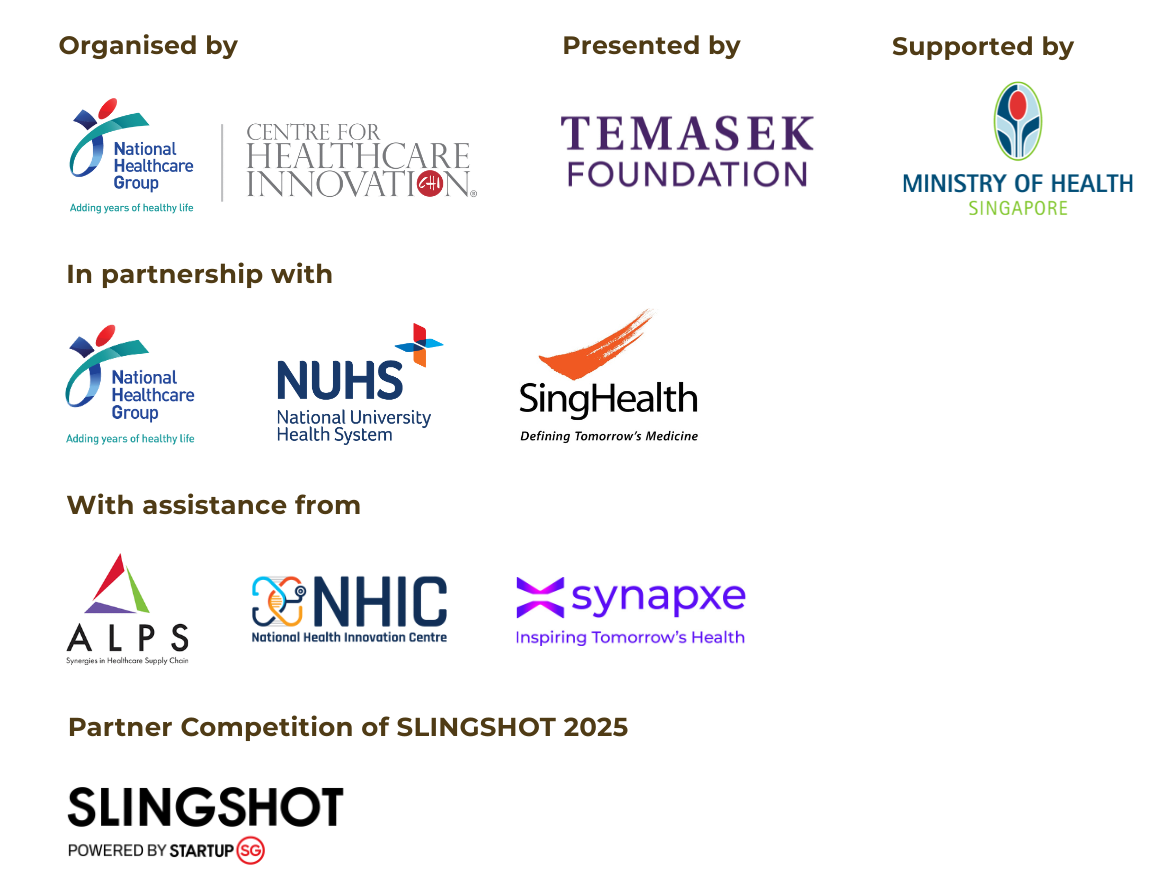 Organised by
Presented by
Supported by
National
Healthcare
Group
Adding years of healthy life
CENTRE FOR
HEALTHCARE
INNOVATION®
CHI
TEMASEK
FOUNDATION
MINISTRY OF HEALTH
SINGAPORE
In partnership with
National
Healthcare
Group
Adding years of healthy life
NUHS
National University
Health System
SingHealth
Defining Tomorrow's Medicine
With assistance from
ALPS
Synergies in Healthcare Supply Chain
NHIC
National Health Innovation Centre
synapxe
Inspiring Tomorrow's Health
Partner Competition of SLINGSHOT 2025
SLINGSHOT
POWERED BY STARTUP SG